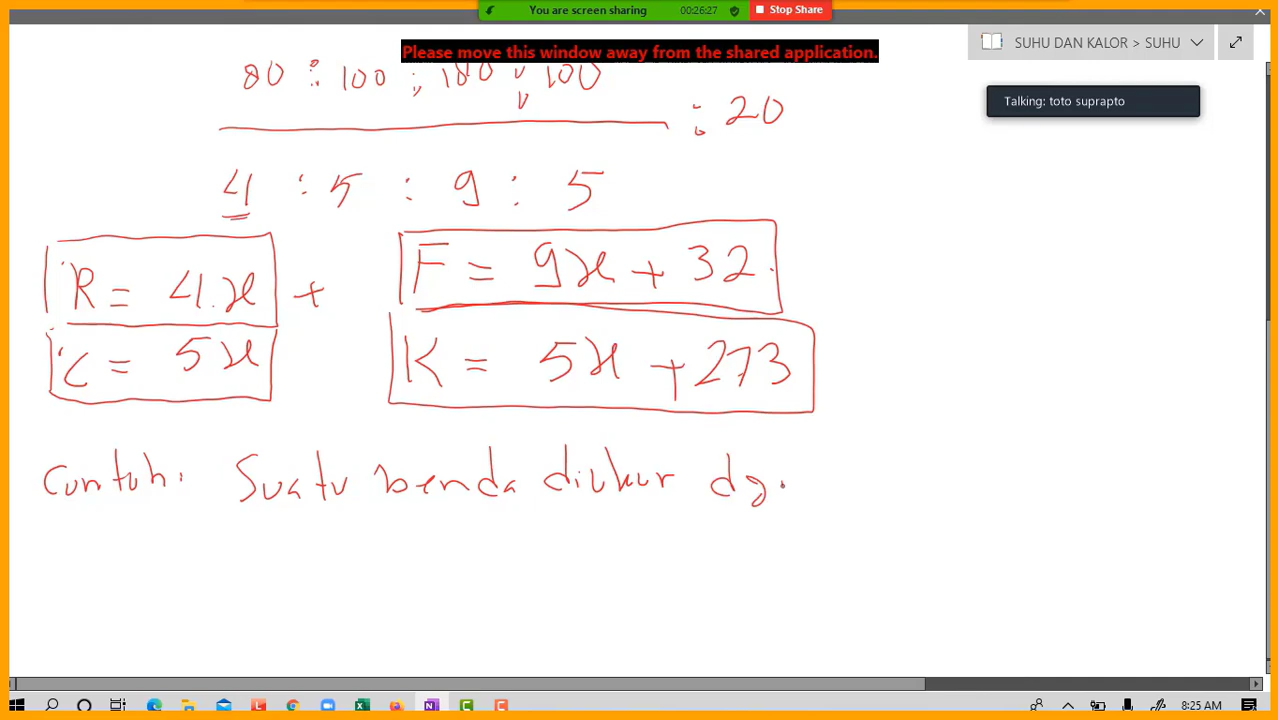 You are screen sharing 00:26:27 Stop Share
Please move this window away from the shared application.
SUHU DAN KALOR > SUHU
Talking: toto suprapto
80 : 100 : 180 : 100
: 20
4 : 5 : 9 : 5
R = 4.x + F = 9x + 32.
C = 5x K = 5x + 273
Contoh. Suatu benda diukur dg.
8:25 AM